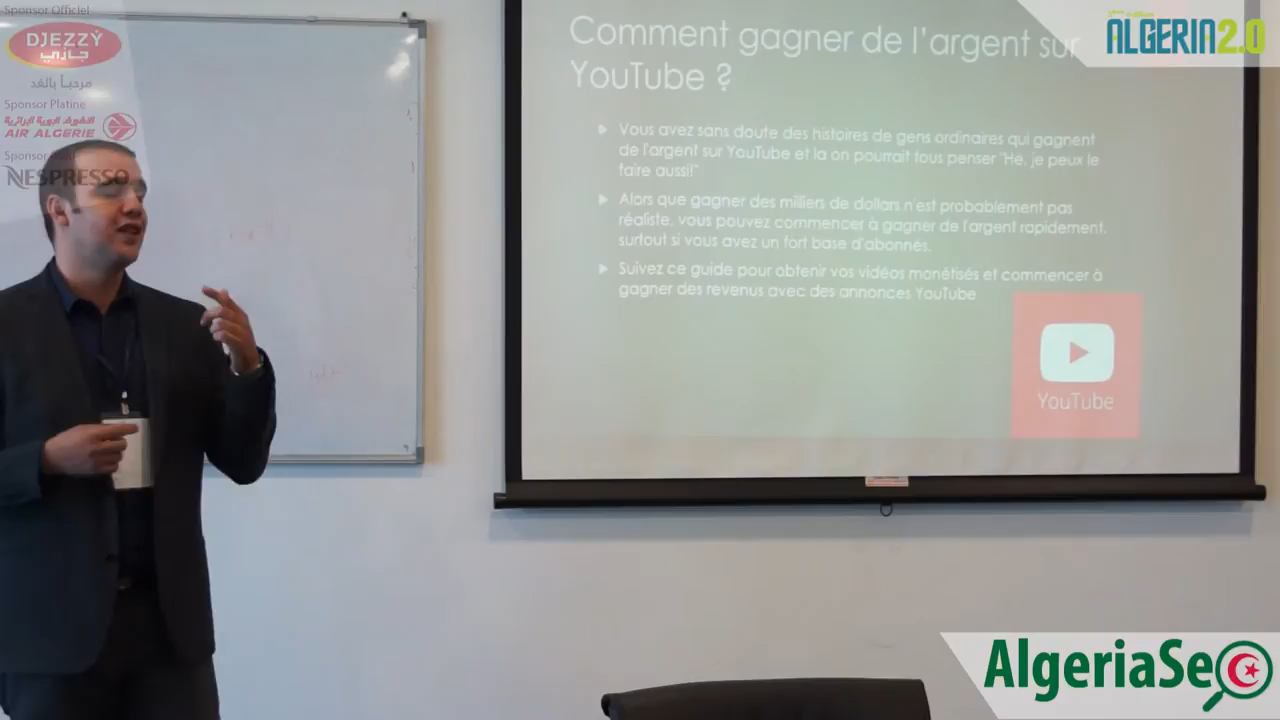 Sponsor Officiel
DJEZZY
جازي
مرحبـاً بالغد
Sponsor Platine
AIR ALGERIE
Sponsor
NESPRESSO
Comment gagner de l'argent sur
YouTube ?
Vous avez sans doute des histoires de gens ordinaires qui gagnent
de l'argent sur YouTube et la on pourrait tous penser "Hé, je peux le
faire aussi!"
Alors que gagner des milliers de dollars n'est probablement pas
réaliste, vous pouvez commencer à gagner de l'argent rapidement,
surtout si vous avez un fort base d'abonnés.
Suivez ce guide pour obtenir vos vidéos monétisés et commencer à
gagner des revenus avec des annonces YouTube
YouTube
ALGERIA2.0
AlgeriaSeo